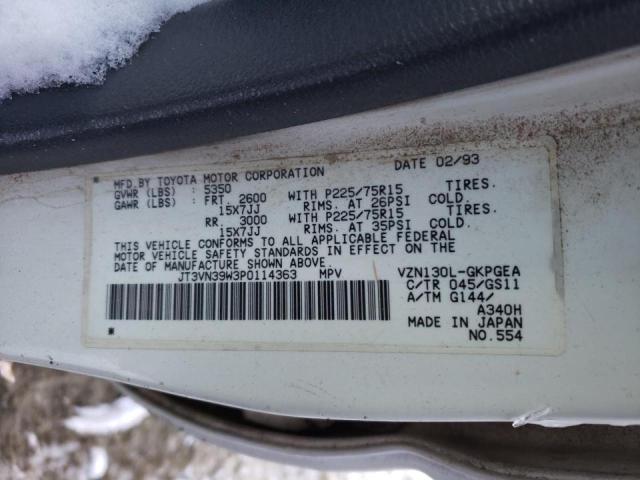 MFD.BY TOYOTA MOTOR CORPORATION DATE 02/93
GVWR (LBS) : 5350
GAWR (LBS) : FRT. 2600 WITH P225/75R15 TIRES.
15X7JJ RIMS. AT 26PSI COLD.
RR. 3000 WITH P225/75R15 TIRES.
15X7JJ RIMS. AT 35PSI COLD.
THIS VEHICLE CONFORMS TO ALL APPLICABLE FEDERAL
MOTOR VEHICLE SAFETY STANDARDS IN EFFECT ON THE
DATE OF MANUFACTURE SHOWN ABOVE.
JT3VN39W3P0114363 MPV VZN130L-GKPGEA
C/TR 045/GS11
A/TM G144/
A340H
MADE IN JAPAN
NO.554